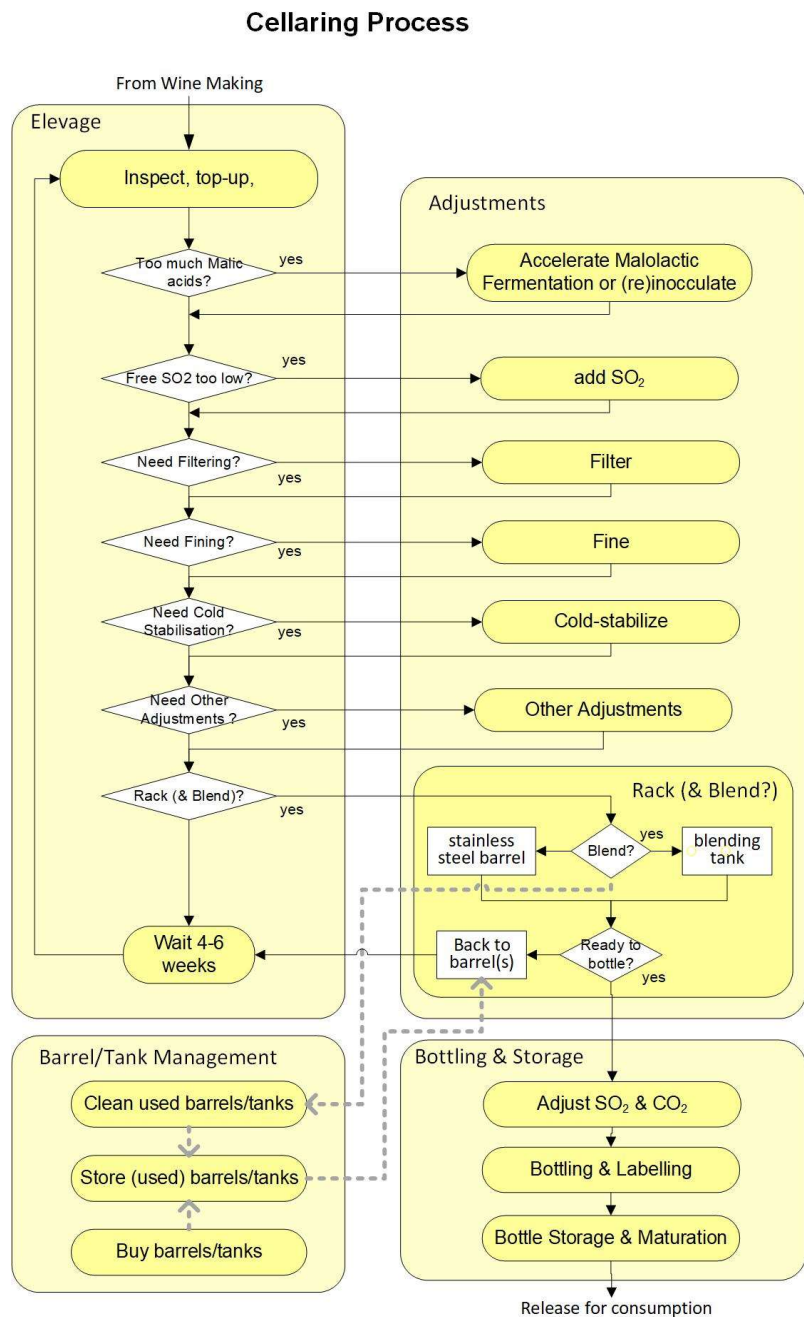 Cellaring Process
From Wine Making
Elevage
Inspect, top-up,
Adjustments
Too much Malic
acids?
yes
Accelerate Malolactic
Fermentation or (re)inocculate
Free SO2 too low?
yes
add SO₂
Need Filtering?
yes
Filter
Need Fining?
yes
Fine
Need Cold
Stabilisation?
yes
Cold-stabilize
Need Other
Adjustments ?
yes
Other Adjustments
Rack (& Blend)?
yes
Rack (& Blend?)
stainless
steel barrel
Blend?
yes
blending
tank
Wait 4-6
weeks
Back to
barrel(s)
Ready to
bottle?
yes
Barrel/Tank Management
Clean used barrels/tanks
Store (used) barrels/tanks
Buy barrels/tanks
Bottling & Storage
Adjust SO₂ & CO₂
Bottling & Labelling
Bottle Storage & Maturation
Release for consumption